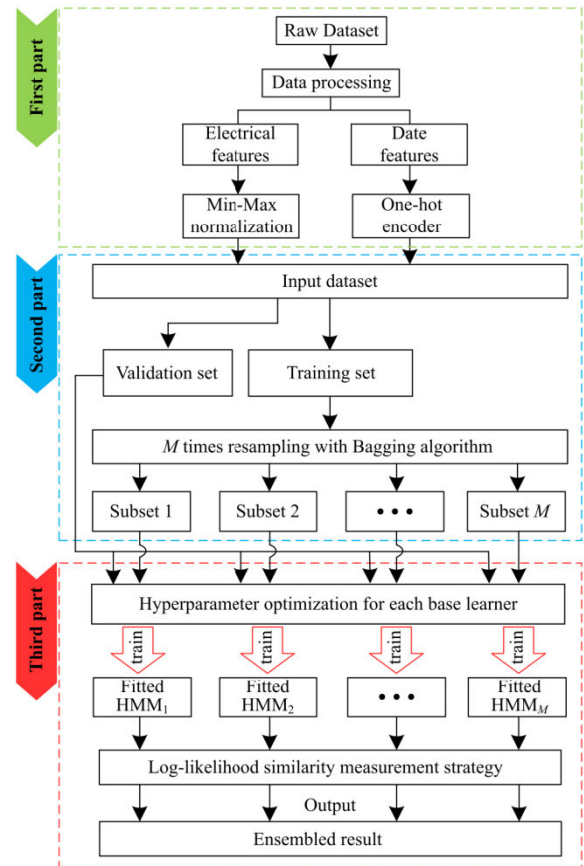 First part
Raw Dataset
Data processing
Electrical
features
Date
features
Min-Max
normalization
One-hot
encoder
Second part
Input dataset
Validation set
Training set
M times resampling with Bagging algorithm
Subset 1
Subset 2
•••
Subset M
Third part
Hyperparameter optimization for each base learner
train
train
train
train
Fitted
HMM₁
Fitted
HMM₂
•••
Fitted
HMM_M
Log-likelihood similarity measurement strategy
Output
Ensembled result